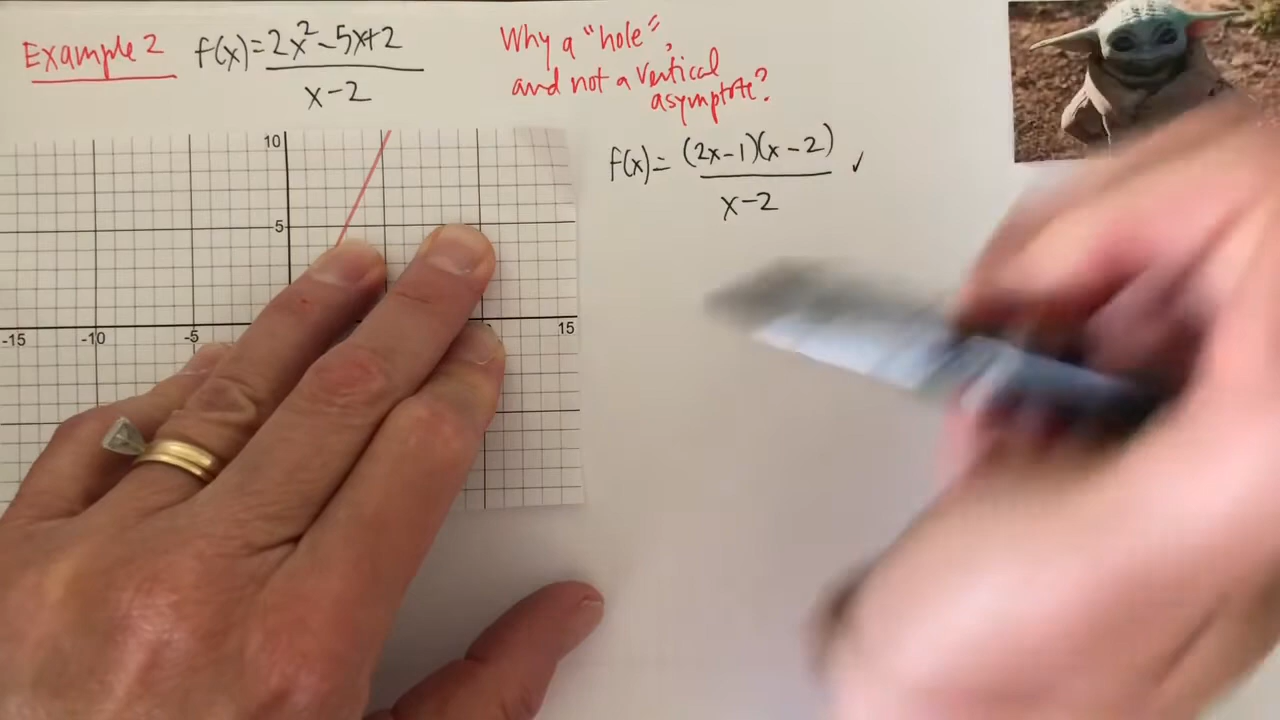 Example 2 f(x)=2x²-5x+2
x-2
Why a "hole",
and not a vertical
asymptote?
f(x)= (2x-1)(x-2) ✓
x-2
10
5
-15 -10 -5 15